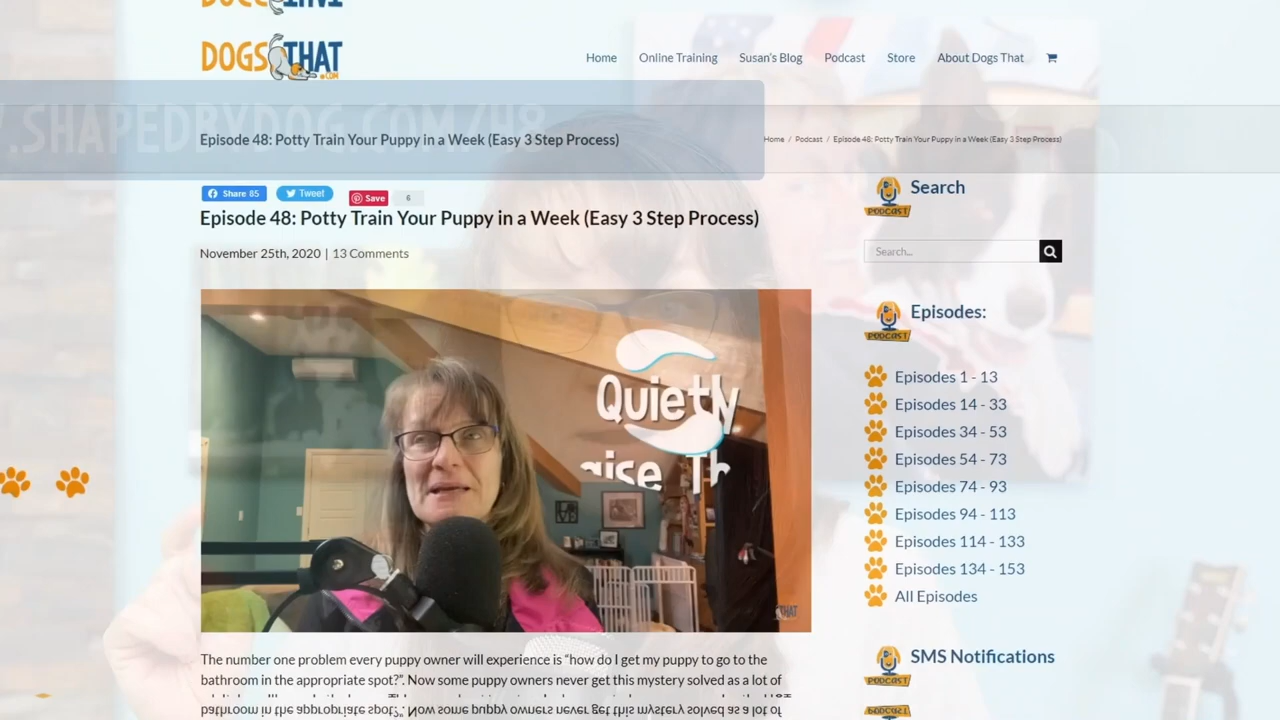 DOGS THAT .COM
Home Online Training Susan's Blog Podcast Store About Dogs That
.SHAPEDBYDOG.COM/48
Episode 48: Potty Train Your Puppy in a Week (Easy 3 Step Process)
Home / Podcast / Episode 48: Potty Train Your Puppy in a Week (Easy 3 Step Process)
Share 85 Tweet Save 6
Episode 48: Potty Train Your Puppy in a Week (Easy 3 Step Process)
November 25th, 2020 | 13 Comments
Quietly
The number one problem every puppy owner will experience is “how do I get my puppy to go to the
bathroom in the appropriate spot?”. Now some puppy owners never get this mystery solved as a lot of
PODCAST
Search
Search...
PODCAST
Episodes:
Episodes 1 - 13
Episodes 14 - 33
Episodes 34 - 53
Episodes 54 - 73
Episodes 74 - 93
Episodes 94 - 113
Episodes 114 - 133
Episodes 134 - 153
All Episodes
PODCAST
SMS Notifications